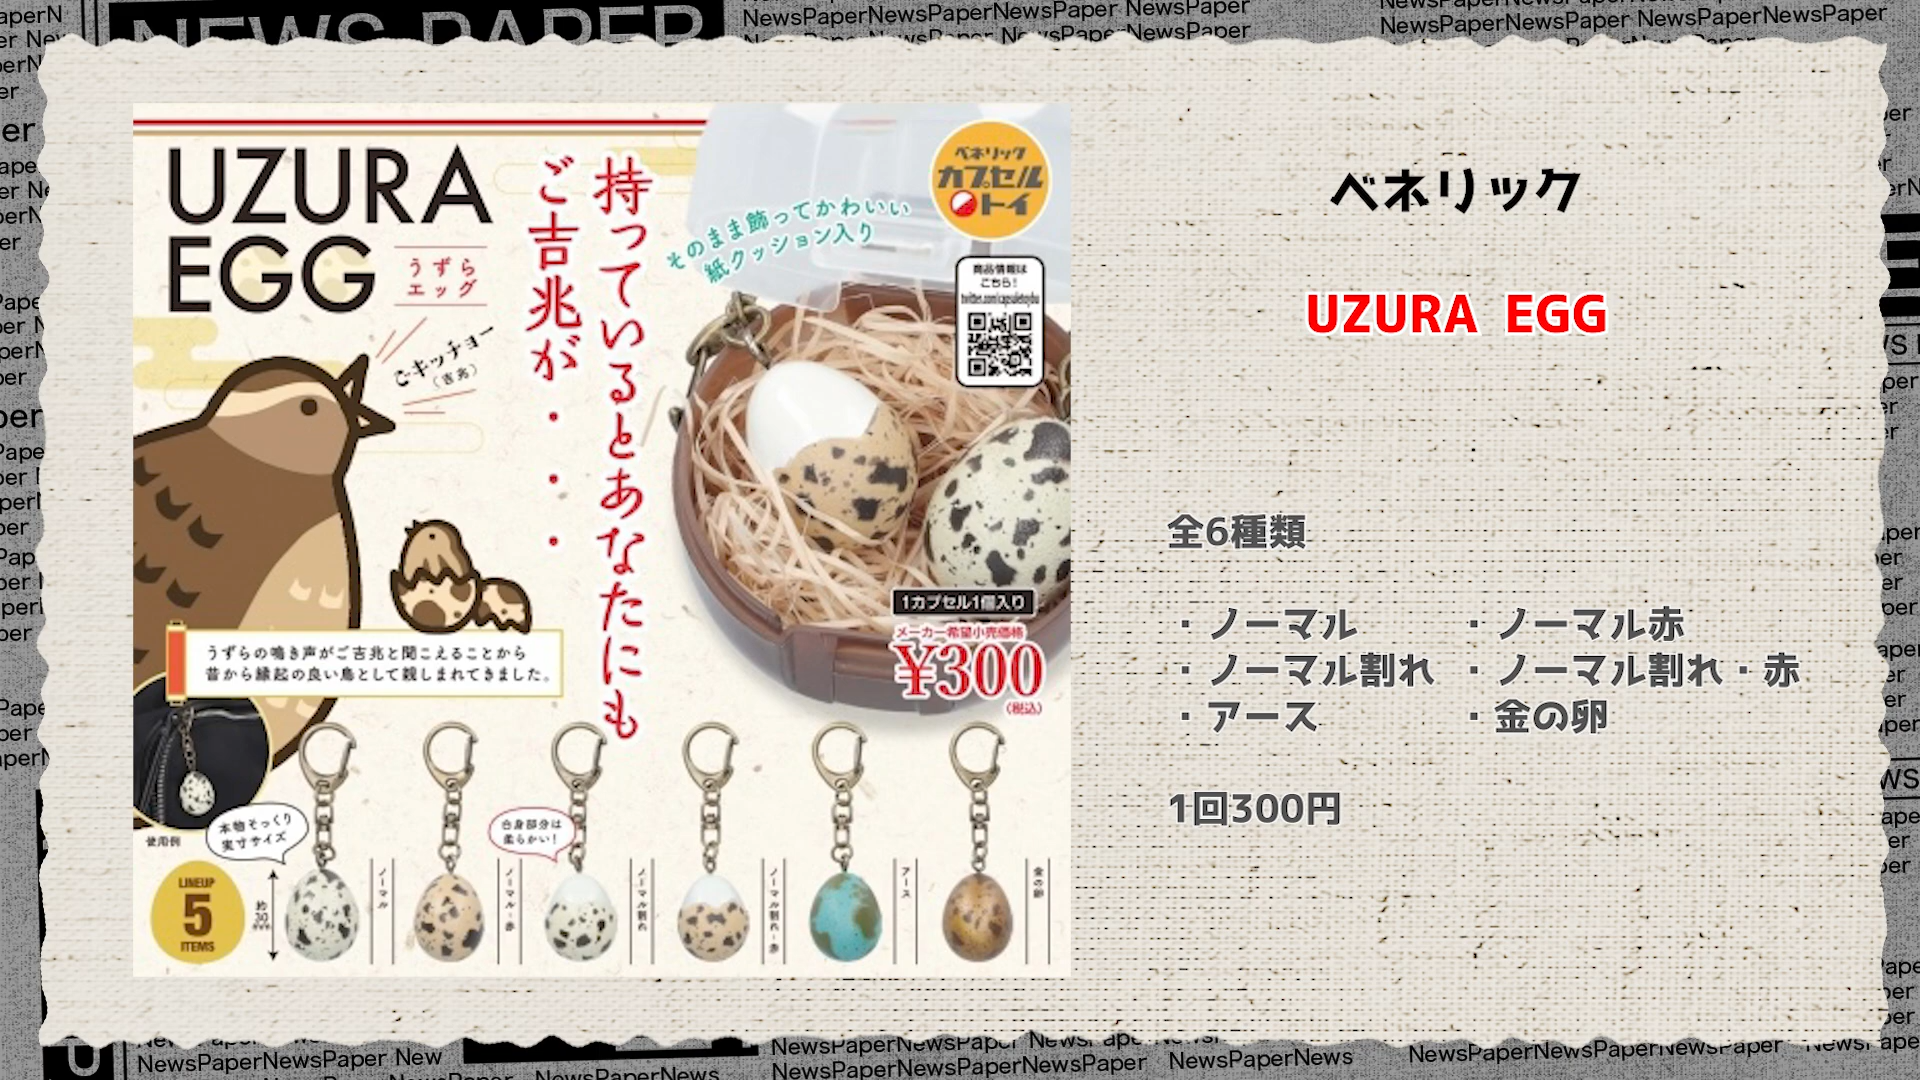 NEWS PAPER
UZURA
EGG
うずら
エッグ
ごキッチョー
(吉兆)
持っているとあなたにも
ご吉兆が・・・
そのまま飾ってかわいい
紙クッション入り
ベネリック
カプセル
トイ
商品情報は
こちら!
1カプセル1個入り
メーカー希望小売価格
¥300
(税込)
うずらの鳴き声がご吉兆と聞こえることから
昔から縁起の良い鳥として親しまれてきました。
使用例
本物そっくり
実寸サイズ
白身部分は
柔らかい!
LINEUP
5
ITEMS
約
30
mm
ノーマル
ノーマル・赤
ノーマル割れ
ノーマル割れ・赤
アース
金の卵
ベネリック
UZURA EGG
全6種類
・ノーマル ・ノーマル赤
・ノーマル割れ ・ノーマル割れ・赤
・アース ・金の卵
1回300円